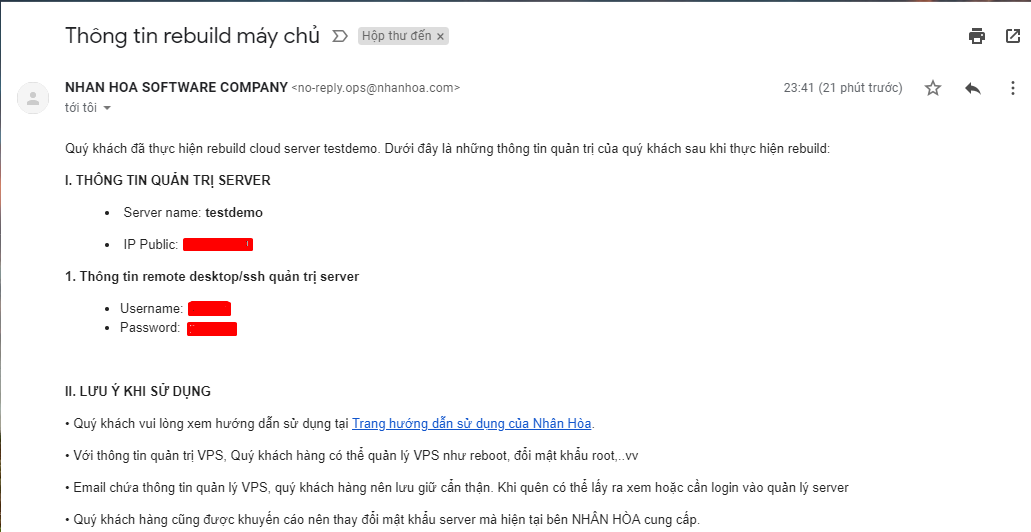 Thông tin rebuild máy chủ
Hộp thư đến ×
NHAN HOA SOFTWARE COMPANY <no-reply.ops@nhanhoa.com>
23:41 (21 phút trước)
tới tôi
Quý khách đã thực hiện rebuild cloud server testdemo. Dưới đây là những thông tin quản trị của quý khách sau khi thực hiện rebuild:
I. THÔNG TIN QUẢN TRỊ SERVER
• Server name: testdemo
• IP Public:
1. Thông tin remote desktop/ssh quản trị server
• Username:
• Password:
II. LƯU Ý KHI SỬ DỤNG
• Quý khách vui lòng xem hướng dẫn sử dụng tại Trang hướng dẫn sử dụng của Nhân Hòa.
• Với thông tin quản trị VPS, Quý khách hàng có thể quản lý VPS như reboot, đổi mật khẩu root,..vv
• Email chứa thông tin quản lý VPS, quý khách hàng nên lưu giữ cẩn thận. Khi quên có thể lấy ra xem hoặc cần login vào quản lý server
• Quý khách hàng cũng được khuyến cáo nên thay đổi mật khẩu server mà hiện tại bên NHÂN HÒA cung cấp.